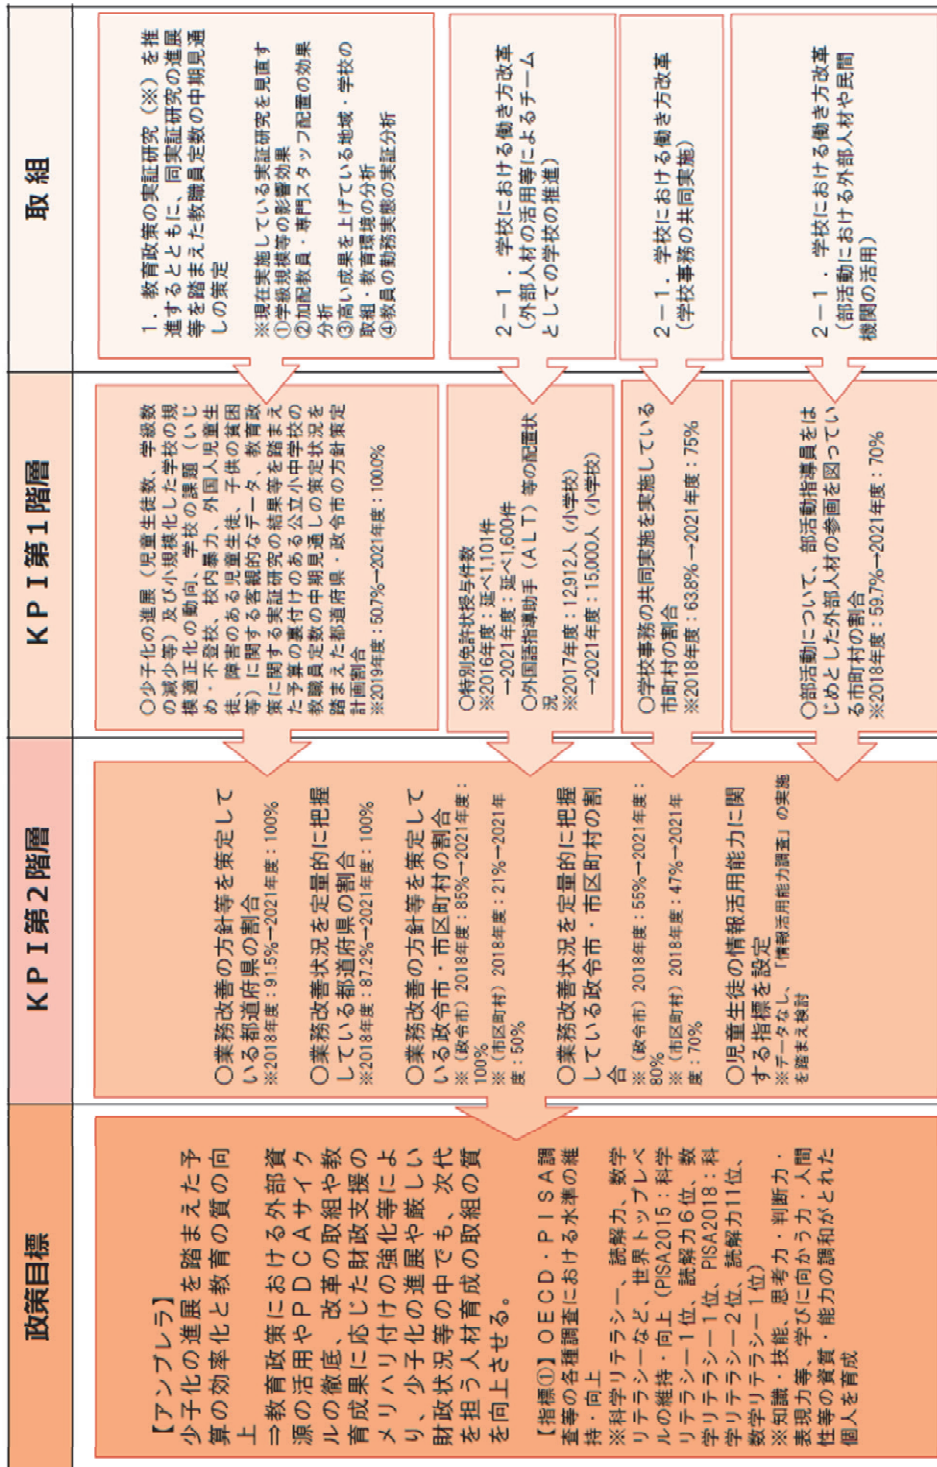 政策目標
【アンブレラ】
少子化の進展を踏まえた予
算の効率化と教育の質の向
上
⇒教育政策における外部資
源の活用やPDCAサイク
ルの徹底、改革の取組や教
育成果に応じた財政支援の
メリハリ付けの強化等によ
り、少子化の進展や厳しい
財政状況等の中でも、次代
を担う人材育成の取組の質
を向上させる。
【指標①】OECD・PISA調
査等の各種調査における水準の維
持・向上
※科学リテラシー、読解力、数学
リテラシーなど、世界トップレベ
ルの維持・向上(PISA2015:科学
リテラシー1位、読解力6位、数
学リテラシー1位、PISA2018:科
学リテラシー2位、読解力11位、
数学リテラシー1位)
※知識・技能、思考力・判断力・
表現力等、学びに向かう力・人間
性等の資質・能力の調和がとれた
個人を育成
KPI第2階層
○業務改善の方針等を策定して
いる都道府県の割合
※2018年度:91.5%→2021年度:100%
○業務改善状況を定量的に把握
している都道府県の割合
※2018年度:87.2%→2021年度:100%
○業務改善の方針等を策定して
いる政令市・市区町村の割合
※(政令市)2018年度:85%→2021年度:
100%
※(市区町村)2018年度:21%→2021年
度:50%
○業務改善状況を定量的に把握
している政令市・市区町村の割
合
※(政令市)2018年度:55%→2021年度:
80%
※(市区町村)2018年度:47%→2021年
度:70%
○児童生徒の情報活用能力に関
する指標を設定
※データなし、「情報活用能力調査」の実施
を踏まえ検討
KPI第1階層
○少子化の進展(児童生徒数、学級数
の減少等)及び小規模化した学校の規
模適正化の動向、学校の課題(いじ
め・不登校、校内暴力、外国人児童生
徒、障害のある児童生徒、子供の貧困
等)に関する客観的なデータ、教育政
策に関する実証研究の結果等を踏まえ
た予算の裏付けのある公立小中学校の
教職員定数の中期見通しの策定状況を
踏まえた都道府県・政令市の方針策定
計画割合
※2019年度:50.7%→2021年度:100.0%
○特別免許状授与件数
※2016年度:延べ1,101件
→2021年度:延べ1,600件
○外国語指導助手(ALT)等の配置状
況
※2017年度:12,912人(小学校)
→2021年度:15,000人(小学校)
○学校事務の共同実施を実施している
市町村の割合
※2018年度:63.8%→2021年度:75%
○部活動について、部活動指導員をは
じめとした外部人材の参画を図ってい
る市町村の割合
※2018年度:59.7%→2021年度:70%
取組
1.教育政策の実証研究(※)を推
進するとともに、同実証研究の進展
等を踏まえた教職員定数の中期見通
しの策定
※現在実施している実証研究を見直す
①学級規模等の影響効果
②加配教員・専門スタッフ配置の効果
分析
③高い成果を上げている地域・学校の
取組・教育環境の分析
④教員の勤務実態の実証分析
2-1.学校における働き方改革
(外部人材の活用等によるチーム
としての学校の推進)
2-1.学校における働き方改革
(学校事務の共同実施)
2-1.学校における働き方改革
(部活動における外部人材や民間
機関の活用)